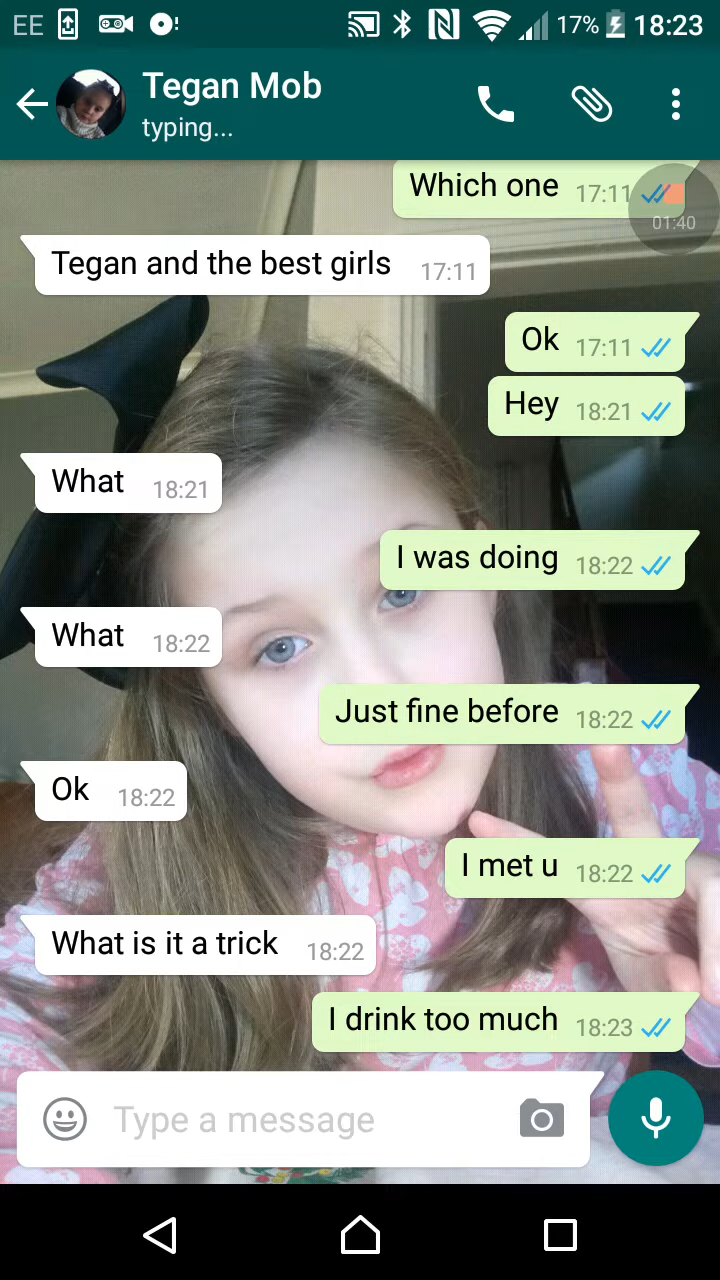 EE 17% 18:23
Tegan Mob
typing...
Which one 17:11
01:40
Tegan and the best girls 17:11
Ok 17:11
Hey 18:21
What 18:21
I was doing 18:22
What 18:22
Just fine before 18:22
Ok 18:22
I met u 18:22
What is it a trick 18:22
I drink too much 18:23
Type a message